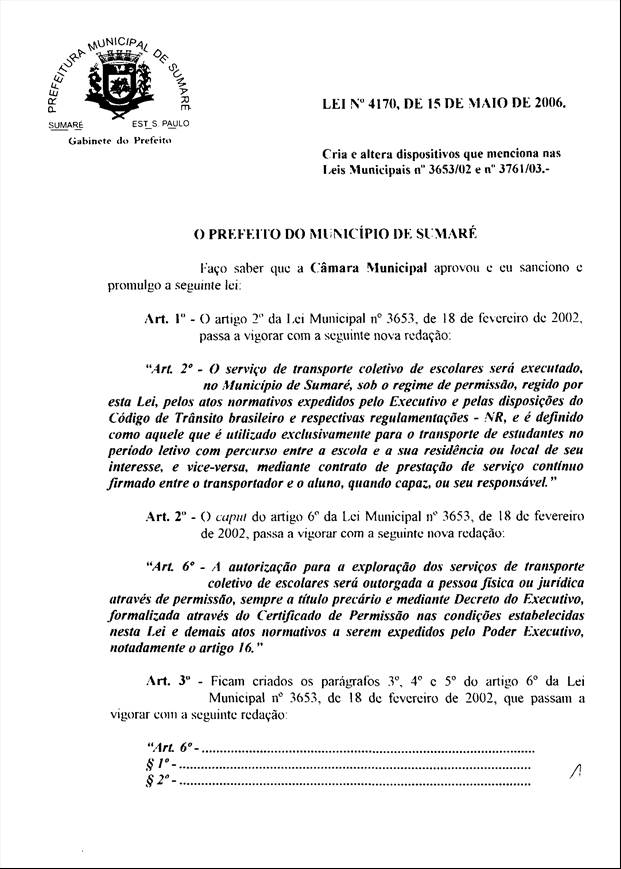 PREFEITURA MUNICIPAL DE SUMARÉ
SUMARÉ EST. S. PAULO
Gabinete do Prefeito
LEI Nº 4170, DE 15 DE MAIO DE 2006.
Cria e altera dispositivos que menciona nas
Leis Municipais nº 3653/02 e nº 3761/03.-
O PREFEITO DO MUNICÍPIO DE SUMARÉ
Faço saber que a Câmara Municipal aprovou e eu sanciono e
promulgo a seguinte lei:
Art. 1º - O artigo 2º da Lei Municipal nº 3653, de 18 de fevereiro de 2002,
passa a vigorar com a seguinte nova redação:
“Art. 2º - O serviço de transporte coletivo de escolares será executado,
no Município de Sumaré, sob o regime de permissão, regido por
esta Lei, pelos atos normativos expedidos pelo Executivo e pelas disposições do
Código de Trânsito brasileiro e respectivas regulamentações - NR, e é definido
como aquele que é utilizado exclusivamente para o transporte de estudantes no
período letivo com percurso entre a escola e a sua residência ou local de seu
interesse, e vice-versa, mediante contrato de prestação de serviço contínuo
firmado entre o transportador e o aluno, quando capaz, ou seu responsável.”
Art. 2º - O caput do artigo 6º da Lei Municipal nº 3653, de 18 de fevereiro
de 2002, passa a vigorar com a seguinte nova redação:
“Art. 6º - A autorização para a exploração dos serviços de transporte
coletivo de escolares será outorgada a pessoa física ou jurídica
através de permissão, sempre a título precário e mediante Decreto do Executivo,
formalizada através do Certificado de Permissão nas condições estabelecidas
nesta Lei e demais atos normativos a serem expedidos pelo Poder Executivo,
notadamente o artigo 16.”
Art. 3º - Ficam criados os parágrafos 3º, 4º e 5º do artigo 6º da Lei
Municipal nº 3653, de 18 de fevereiro de 2002, que passam a
vigorar com a seguinte redação:
“Art. 6º - ....................................................................................
§ 1º - .........................................................................................
§ 2º - .........................................................................................